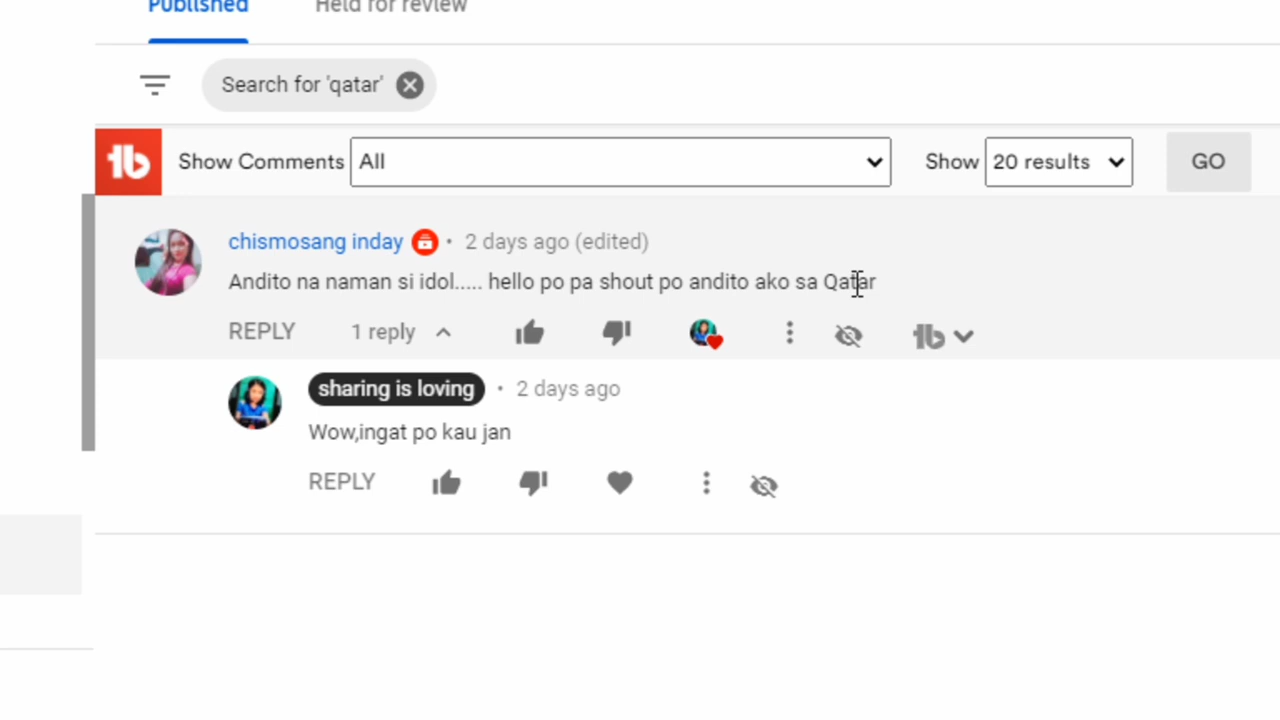 Published Held for review
Search for 'qatar'
Show Comments All Show 20 results GO
chismosang inday • 2 days ago (edited)
Andito na naman si idol..... hello po pa shout po andito ako sa Qatar
REPLY 1 reply
sharing is loving • 2 days ago
Wow,ingat po kau jan
REPLY